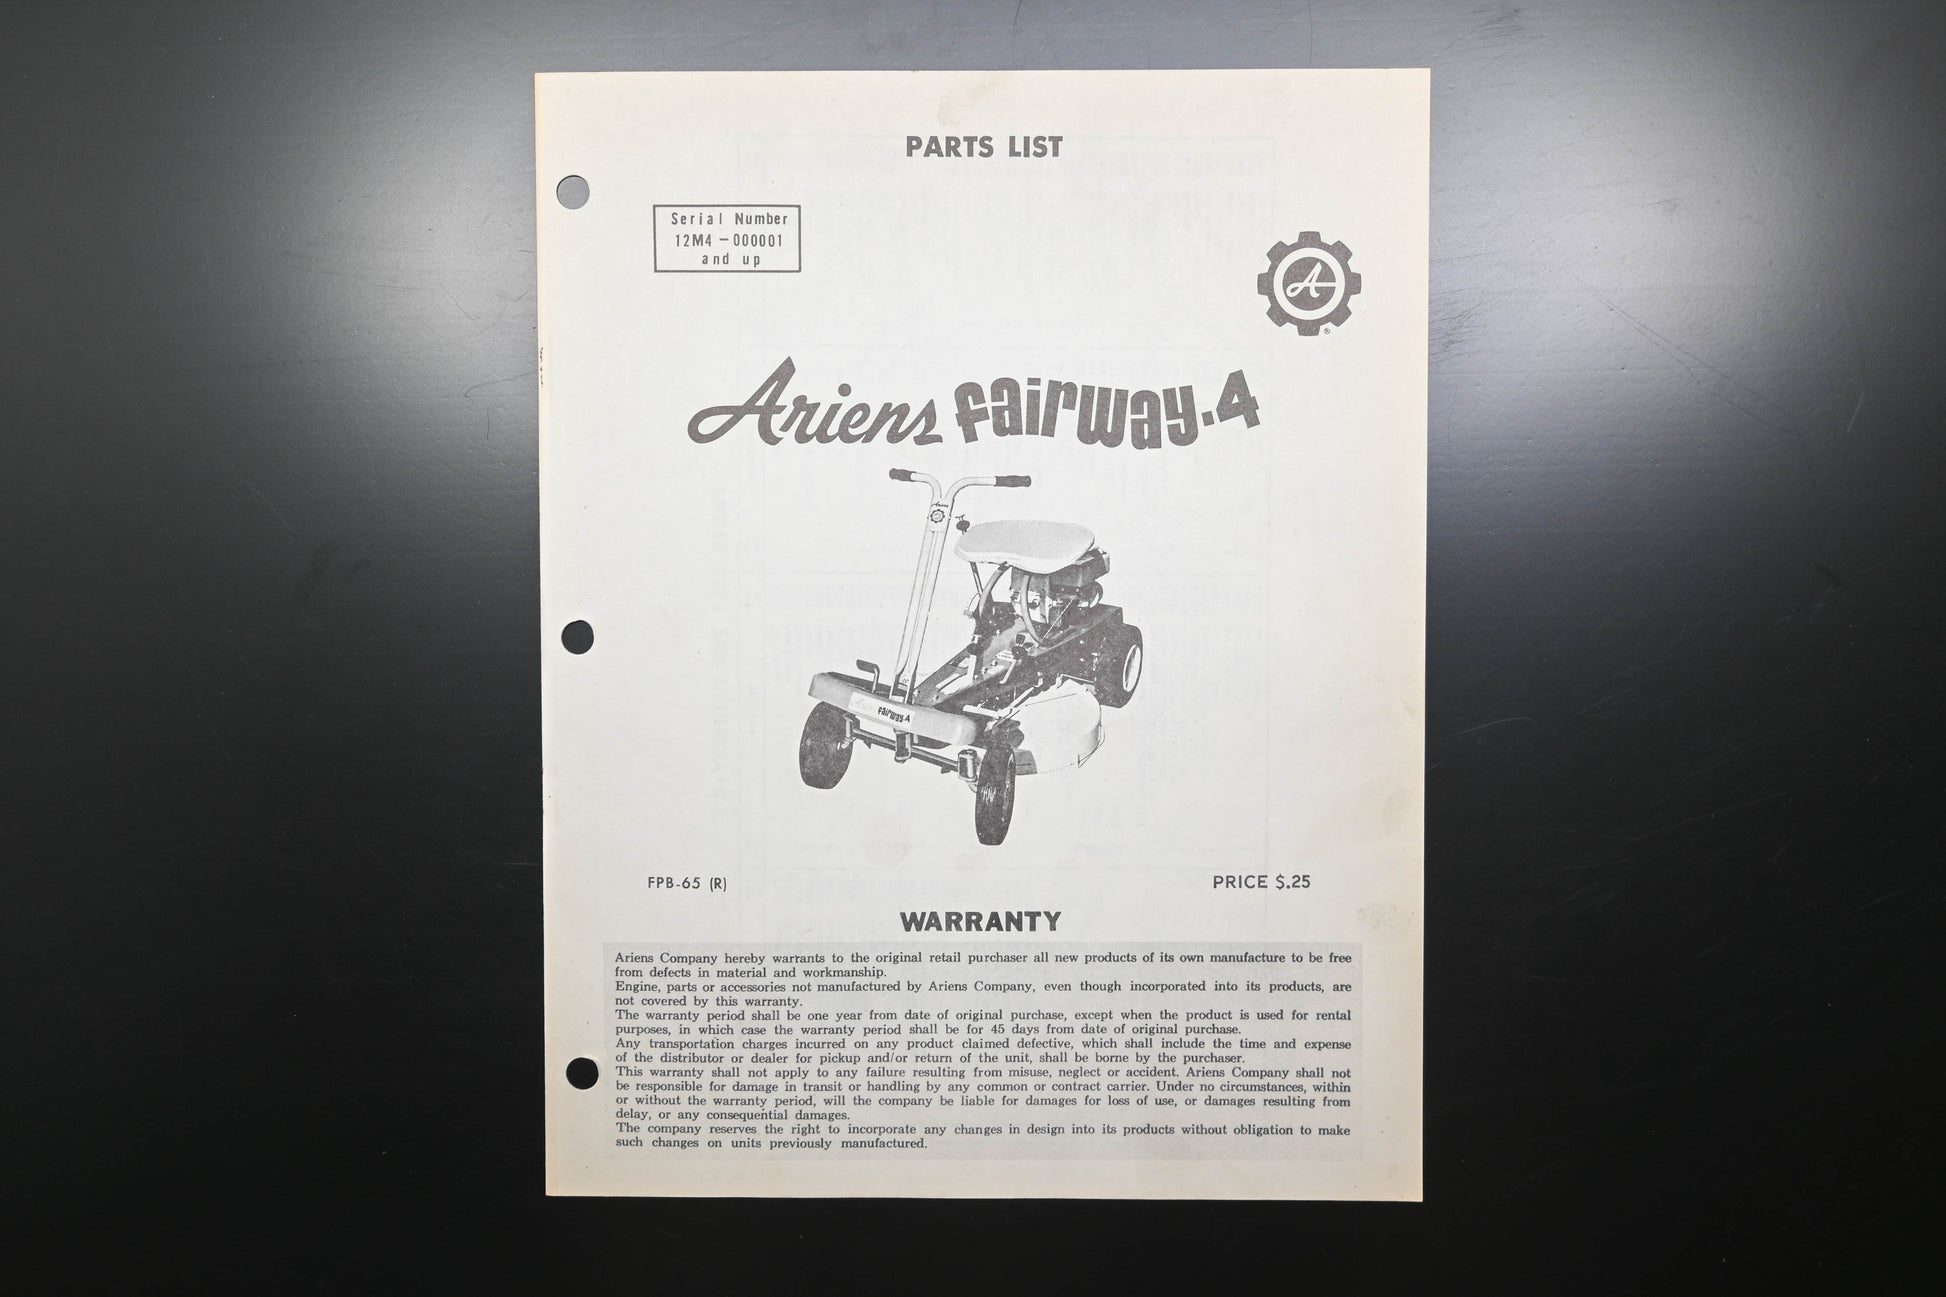 PARTS LIST
Serial Number
12M4 - 000001
and up
A
®
Ariens fairway-4
Ariens
fairway-4
FPB-65 (R)
PRICE $.25
WARRANTY
Ariens Company hereby warrants to the original retail purchaser all new products of its own manufacture to be free
from defects in material and workmanship.
Engine, parts or accessories not manufactured by Ariens Company, even though incorporated into its products, are
not covered by this warranty.
The warranty period shall be one year from date of original purchase, except when the product is used for rental
purposes, in which case the warranty period shall be for 45 days from date of original purchase.
Any transportation charges incurred on any product claimed defective, which shall include the time and expense
of the distributor or dealer for pickup and/or return of the unit, shall be borne by the purchaser.
This warranty shall not apply to any failure resulting from misuse, neglect or accident. Ariens Company shall not
be responsible for damage in transit or handling by any common or contract carrier. Under no circumstances, within
or without the warranty period, will the company be liable for damages for loss of use, or damages resulting from
delay, or any consequential damages.
The company reserves the right to incorporate any changes in design into its products without obligation to make
such changes on units previously manufactured.